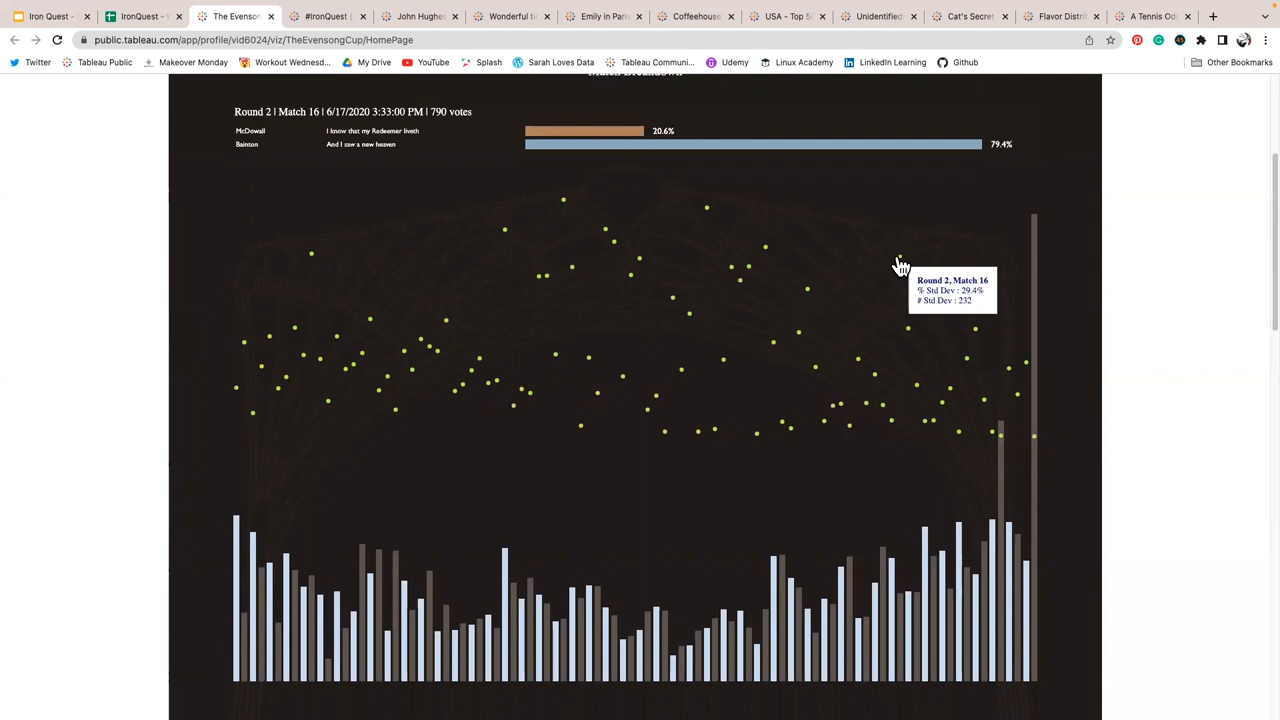 Iron Quest -
IronQuest -
The Evenson
#IronQuest (
John Hughes
Wonderful ti
Emily in Pari
Coffeehouse
USA - Top 5
Unidentified
Cat's Secret
Flavor Distri
A Tennis Ody
public.tableau.com/app/profile/vid6024/viz/TheEvensongCup/HomePage
Twitter
Tableau Public
Makeover Monday
Workout Wednesd...
My Drive
YouTube
Splash
Sarah Loves Data
Tableau Communi...
Udemy
Linux Academy
LinkedIn Learning
Github
Other Bookmarks
Match Breakdown
Round 2 | Match 16 | 6/17/2020 3:33:00 PM | 790 votes
McDowall I know that my Redeemer liveth 20.6%
Bainton And I saw a new heaven 79.4%
Round 2, Match 16
% Std Dev : 29.4%
# Std Dev : 232